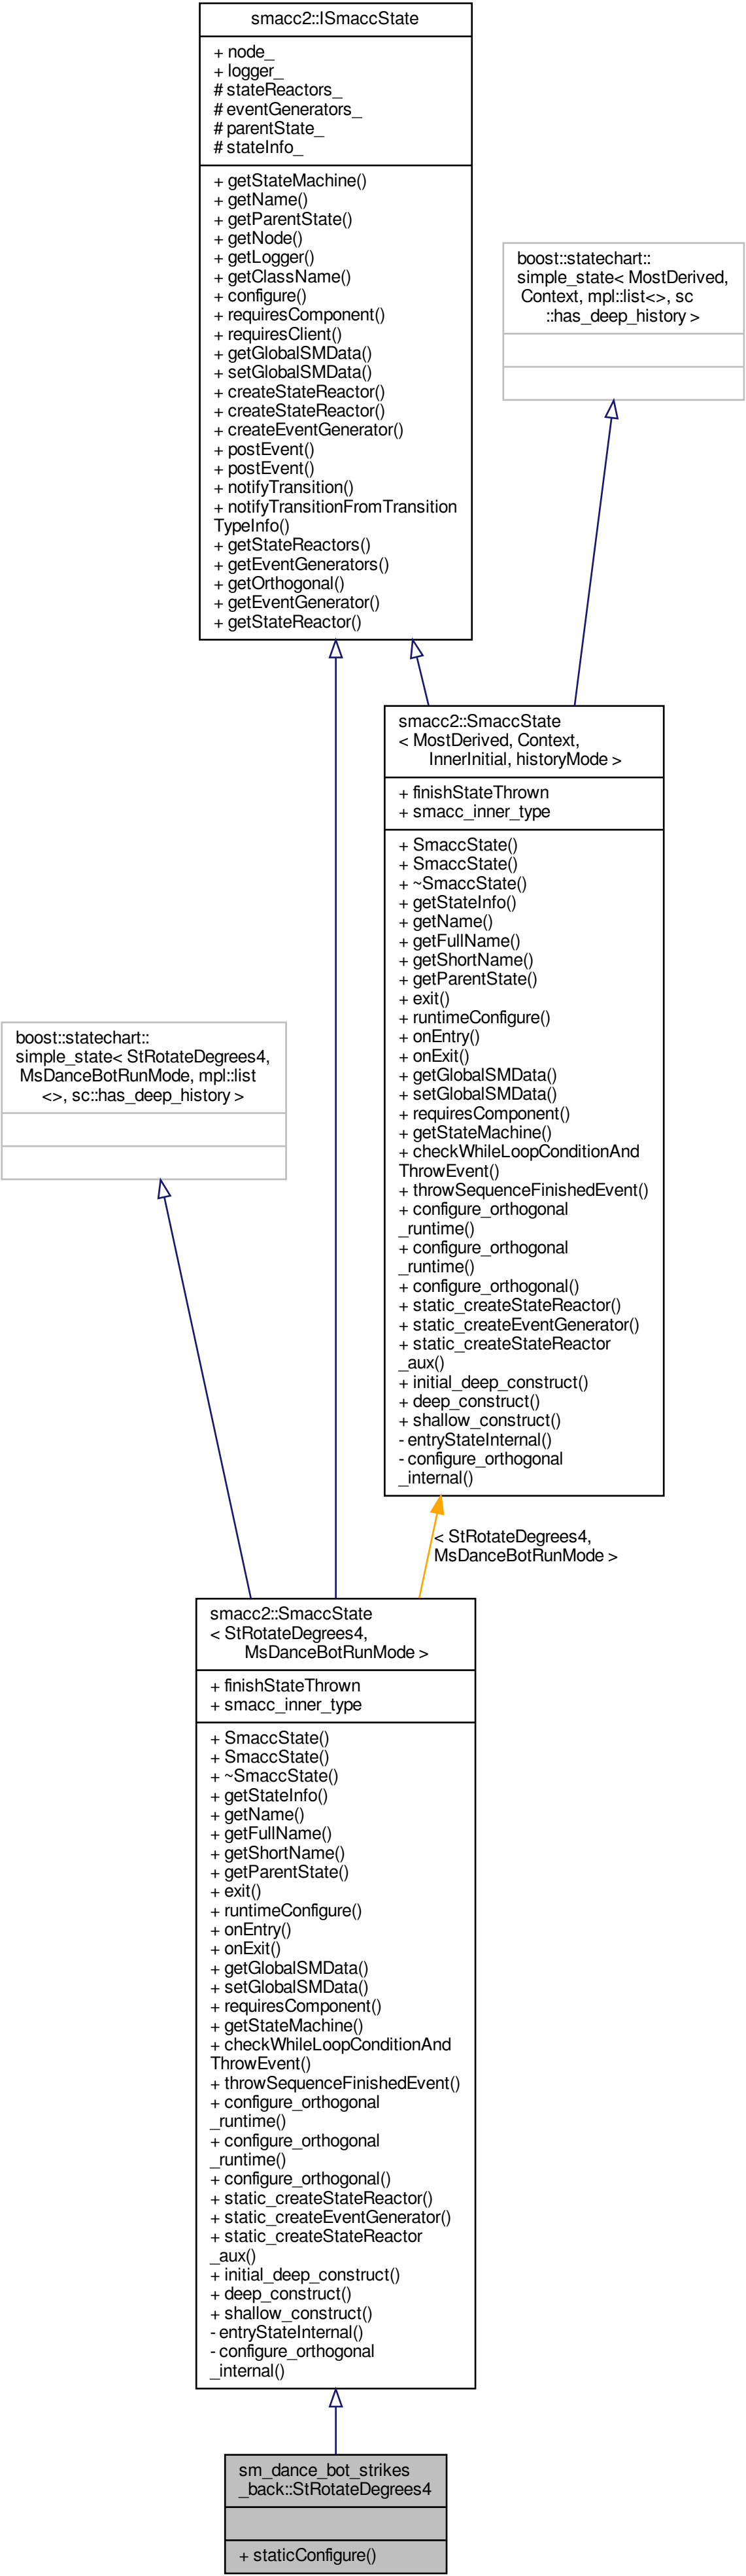 smacc2::ISmaccState
+ node_
+ logger_
# stateReactors_
# eventGenerators_
# parentState_
# stateInfo_
+ getStateMachine()
+ getName()
+ getParentState()
+ getNode()
+ getLogger()
+ getClassName()
+ configure()
+ requiresComponent()
+ requiresClient()
+ getGlobalSMData()
+ setGlobalSMData()
+ createStateReactor()
+ createStateReactor()
+ createEventGenerator()
+ postEvent()
+ postEvent()
+ notifyTransition()
+ notifyTransitionFromTransition
TypeInfo()
+ getStateReactors()
+ getEventGenerators()
+ getOrthogonal()
+ getEventGenerator()
+ getStateReactor()
boost::statechart::
simple_state< MostDerived,
Context, mpl::list<>, sc
::has_deep_history >
smacc2::SmaccState
< MostDerived, Context,
InnerInitial, historyMode >
+ finishStateThrown
+ smacc_inner_type
+ SmaccState()
+ SmaccState()
+ ~SmaccState()
+ getStateInfo()
+ getName()
+ getFullName()
+ getShortName()
+ getParentState()
+ exit()
+ runtimeConfigure()
+ onEntry()
+ onExit()
+ getGlobalSMData()
+ setGlobalSMData()
+ requiresComponent()
+ getStateMachine()
+ checkWhileLoopConditionAnd
ThrowEvent()
+ throwSequenceFinishedEvent()
+ configure_orthogonal
_runtime()
+ configure_orthogonal
_runtime()
+ configure_orthogonal()
+ static_createStateReactor()
+ static_createEventGenerator()
+ static_createStateReactor
_aux()
+ initial_deep_construct()
+ deep_construct()
+ shallow_construct()
- entryStateInternal()
- configure_orthogonal
_internal()
boost::statechart::
simple_state< StRotateDegrees4,
MsDanceBotRunMode, mpl::list
<>, sc::has_deep_history >
< StRotateDegrees4,
MsDanceBotRunMode >
smacc2::SmaccState
< StRotateDegrees4,
MsDanceBotRunMode >
+ finishStateThrown
+ smacc_inner_type
+ SmaccState()
+ SmaccState()
+ ~SmaccState()
+ getStateInfo()
+ getName()
+ getFullName()
+ getShortName()
+ getParentState()
+ exit()
+ runtimeConfigure()
+ onEntry()
+ onExit()
+ getGlobalSMData()
+ setGlobalSMData()
+ requiresComponent()
+ getStateMachine()
+ checkWhileLoopConditionAnd
ThrowEvent()
+ throwSequenceFinishedEvent()
+ configure_orthogonal
_runtime()
+ configure_orthogonal
_runtime()
+ configure_orthogonal()
+ static_createStateReactor()
+ static_createEventGenerator()
+ static_createStateReactor
_aux()
+ initial_deep_construct()
+ deep_construct()
+ shallow_construct()
- entryStateInternal()
- configure_orthogonal
_internal()
sm_dance_bot_strikes
_back::StRotateDegrees4
+ staticConfigure()